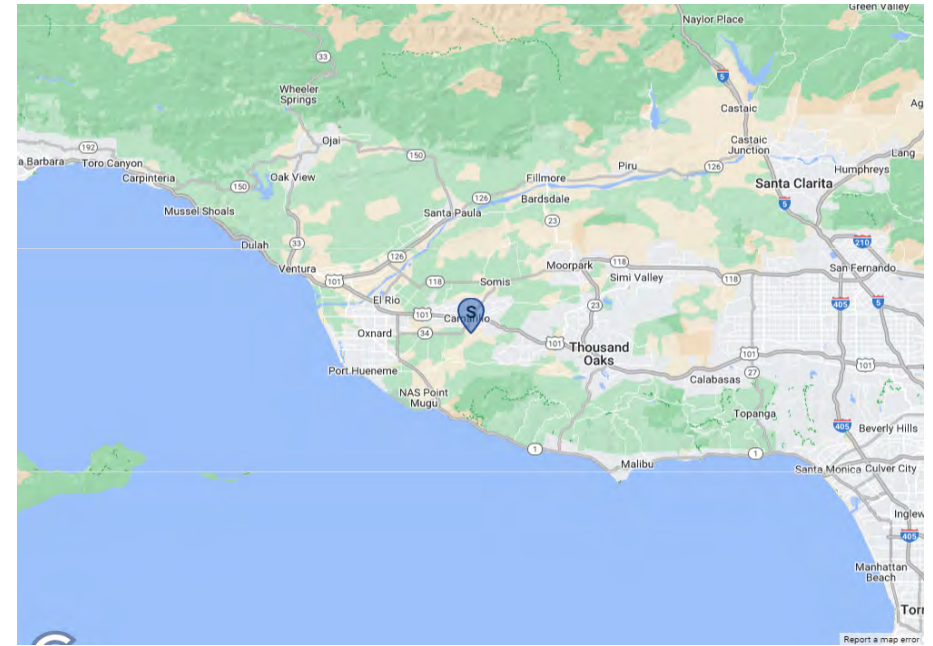 Green Valley
Naylor Place
33
5
Wheeler
Springs
Castaic
192
Ojai
150
Castaic
Junction
Lang
Toro Canyon
Carpinteria
Oak View
150
Fillmore
Piru
126
Humphreys
Santa Clarita
126
Bardsdale
5
Mussel Shoals
Santa Paula
23
Dulah
33
126
210
Ventura
101
118
Somis
Moorpark
118
Simi Valley
118
San Fernando
El Rio
23
405
5
101
S
Oxnard
34
101
Thousand
Oaks
101
101
Port Hueneme
27
Calabasas
NAS Point
Mugu
Topanga
405
Beverly Hills
1
1
Malibu
Santa Monica
Culver City
405
Manhattan
Beach
Report a map error